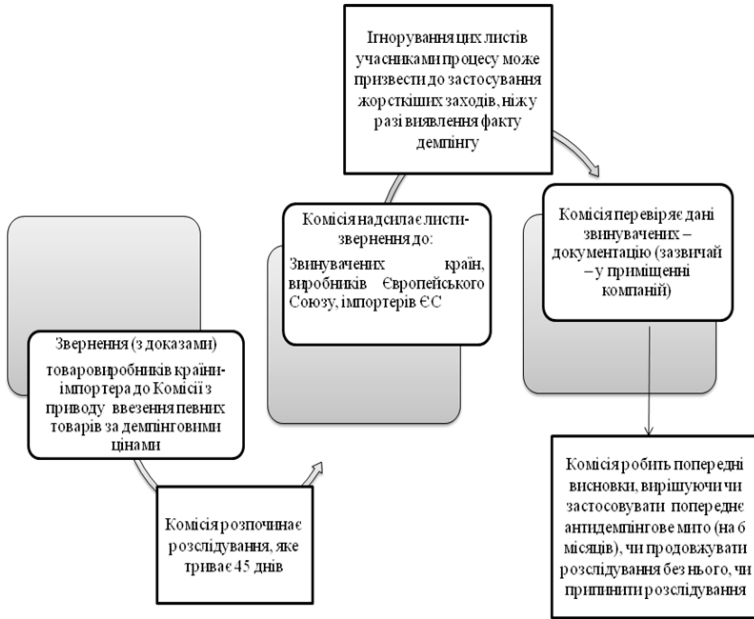 Ігнорування цих листів
учасниками процесу може
призвести до застосування
жорсткіших заходів, ніж у
разі виявлення факту
демпінгу
Комісія надсилає листи-
звернення до:
Звинувачених країн,
виробників Європейського
Союзу, імпортерів ЄС
Комісія перевіряє дані
звинувачених –
документацію (зазвичай
– у приміщенні
компаній)
Звернення (з доказами)
товаровиробників країни-
імпортера до Комісії з
приводу ввезення певних
товарів за демпінговими
цінами
Комісія розпочинає
розслідування, яке
триває 45 днів
Комісія робить попередні
висновки, вирішуючи чи
застосовувати попереднє
антидемпінгове мито (на 6
місяців), чи продовжувати
розслідування без нього, чи
припинити розслідування